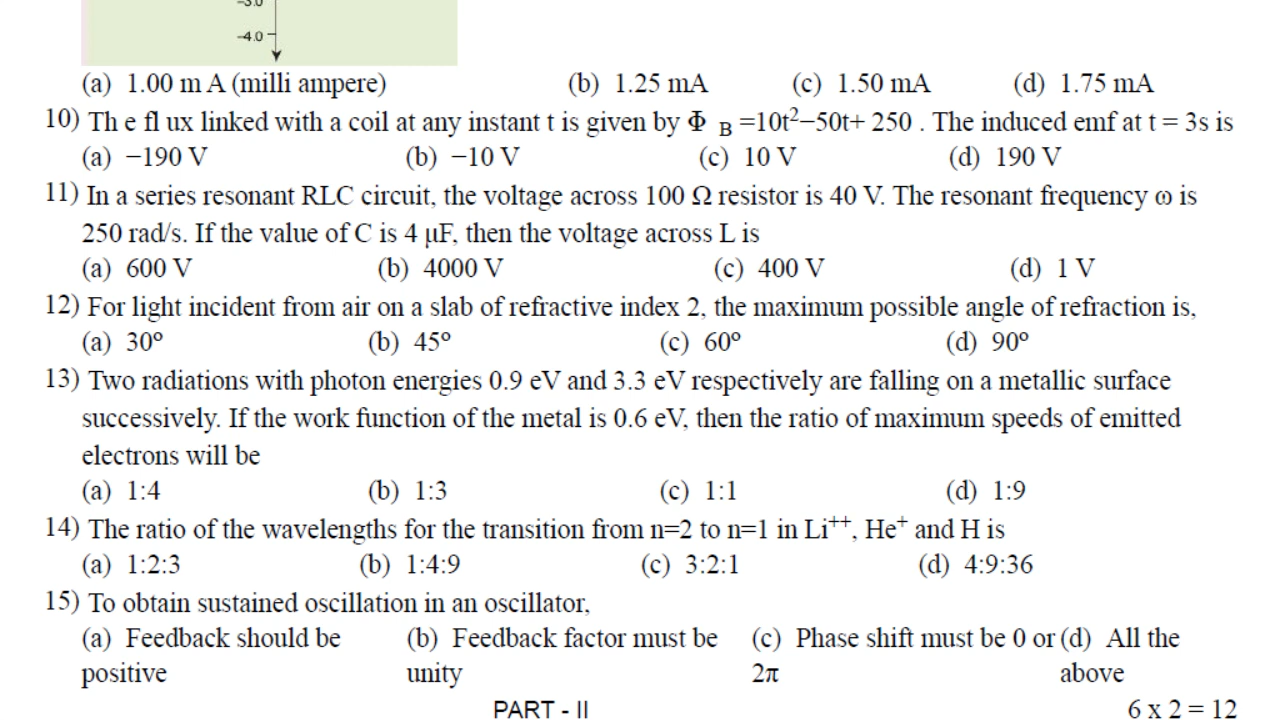 -3.0
-4.0
(a) 1.00 m A (milli ampere) (b) 1.25 mA (c) 1.50 mA (d) 1.75 mA
10) Th e fl ux linked with a coil at any instant t is given by Φ B =10t²−50t+ 250 . The induced emf at t = 3s is
(a) −190 V (b) −10 V (c) 10 V (d) 190 V
11) In a series resonant RLC circuit, the voltage across 100 Ω resistor is 40 V. The resonant frequency ω is
250 rad/s. If the value of C is 4 μF, then the voltage across L is
(a) 600 V (b) 4000 V (c) 400 V (d) 1 V
12) For light incident from air on a slab of refractive index 2, the maximum possible angle of refraction is,
(a) 30º (b) 45º (c) 60º (d) 90º
13) Two radiations with photon energies 0.9 eV and 3.3 eV respectively are falling on a metallic surface
successively. If the work function of the metal is 0.6 eV, then the ratio of maximum speeds of emitted
electrons will be
(a) 1:4 (b) 1:3 (c) 1:1 (d) 1:9
14) The ratio of the wavelengths for the transition from n=2 to n=1 in Li⁺⁺, He⁺ and H is
(a) 1:2:3 (b) 1:4:9 (c) 3:2:1 (d) 4:9:36
15) To obtain sustained oscillation in an oscillator,
(a) Feedback should be (b) Feedback factor must be (c) Phase shift must be 0 or (d) All the
positive unity 2π above
PART - II 6 x 2 = 12